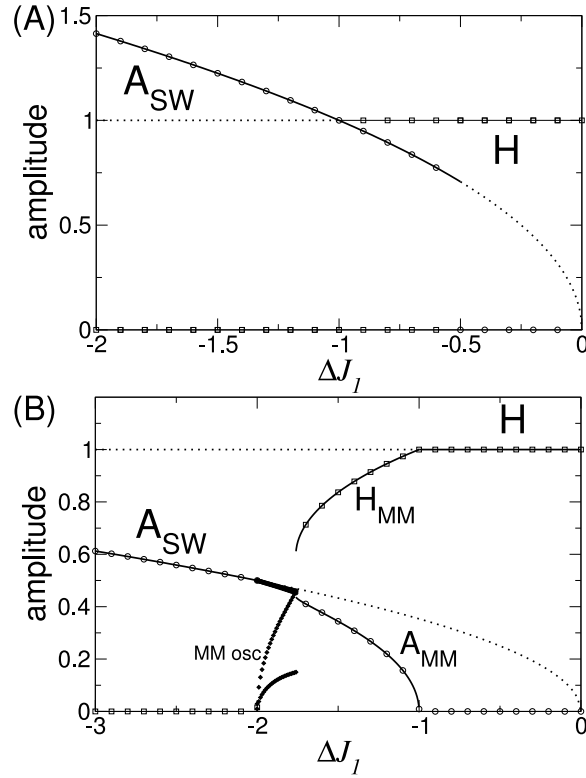 (A)
1.5
A_SW
1
H
amplitude
0.5
0
-2 -1.5 -1 -0.5 0
ΔJ_1
(B)
H
1
amplitude
0.8
H_MM
A_SW
0.6
0.4
MM osc
A_MM
0.2
0
-3 -2 -1 0
ΔJ_1